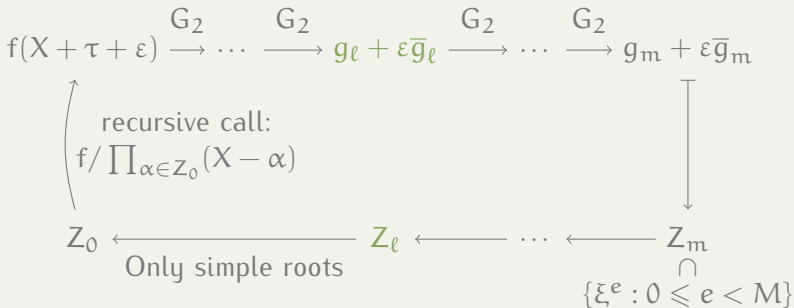 G₂ G₂ G₂ G₂
f(X + τ + ε) ⟶ ⋯ ⟶ g_ℓ + εḡ_ℓ ⟶ ⋯ ⟶ g_m + εḡ_m
recursive call:
f/∏_{α∈Z₀}(X − α)
Z₀ ⟵ Z_ℓ ⟵ ⋯ ⟵ Z_m
Only simple roots
∩
{ξ^e : 0 ⩽ e < M}